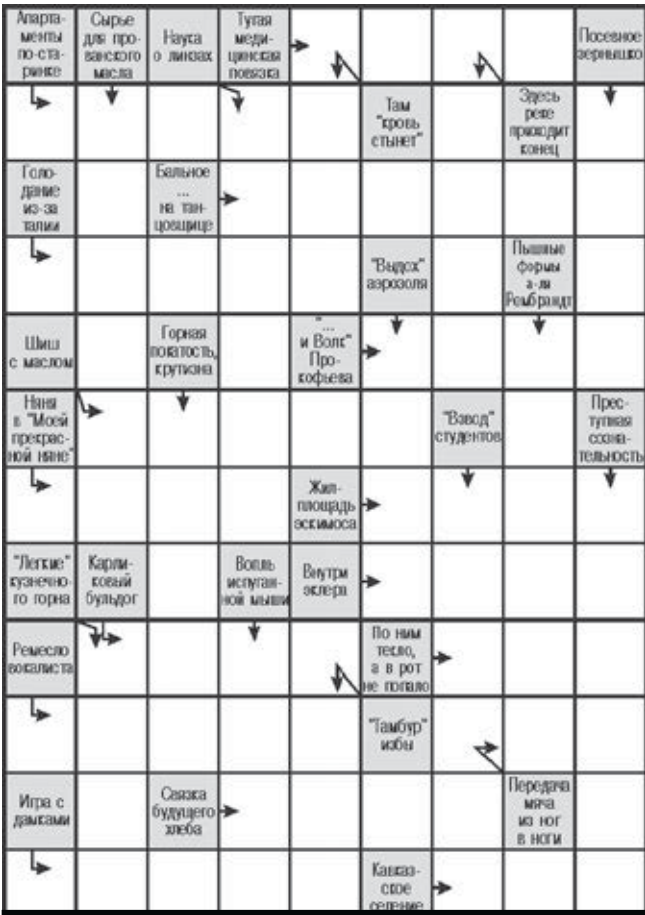 Апарта-
менты
по-ста-
ринке
Сырье
для про-
ванского
масла
Наука
о линзах
Тугая
меди-
цинская
повязка
Посевное
зернышко
Там
"кровь
стынет"
Здесь
реке
приходит
конец
Голо-
дание
из-за
талии
Бальное
...
на тан-
цовщице
"Выдох"
аэрозоля
Пышные
формы
а-ля
Рембрандт
Шиш
с маслом
Горная
покатость,
крутизна
"...
и Волк"
Про-
кофьева
Няня
в "Моей
прекрас-
ной няне"
"Взвод"
студентов
Прес-
тупная
созна-
тельность
Жил-
площадь
эскимоса
"Легкие"
кузнечно-
го горна
Карли-
ковый
бульдог
Вопль
испуган-
ной мыши
Внутри
эклера
Ремесло
вокалиста
По ним
текло,
а в рот
не попало
"Тамбур"
избы
Игра с
дамками
Связка
будущего
хлеба
Передача
мяча
из ног
в ноги
Кавказ-
ское
селение